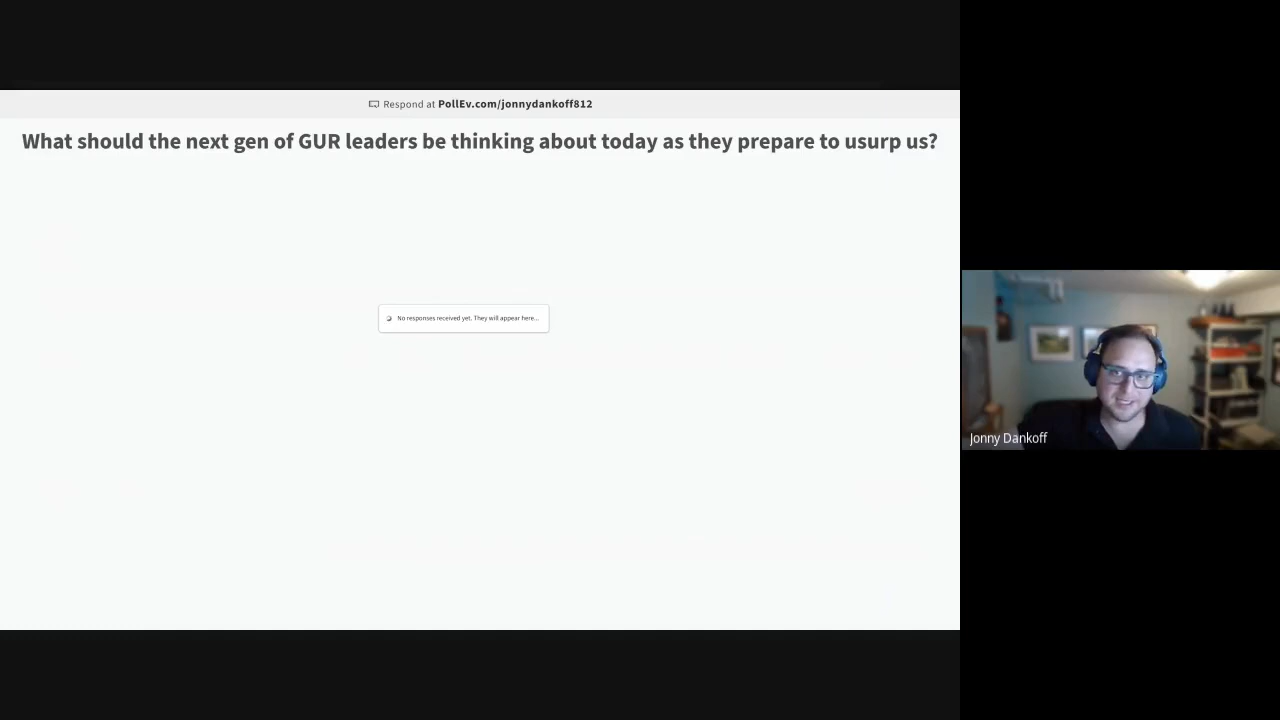 Respond at PollEv.com/jonnydankoff812
What should the next gen of GUR leaders be thinking about today as they prepare to usurp us?
No responses received yet. They will appear here...
Jonny Dankoff